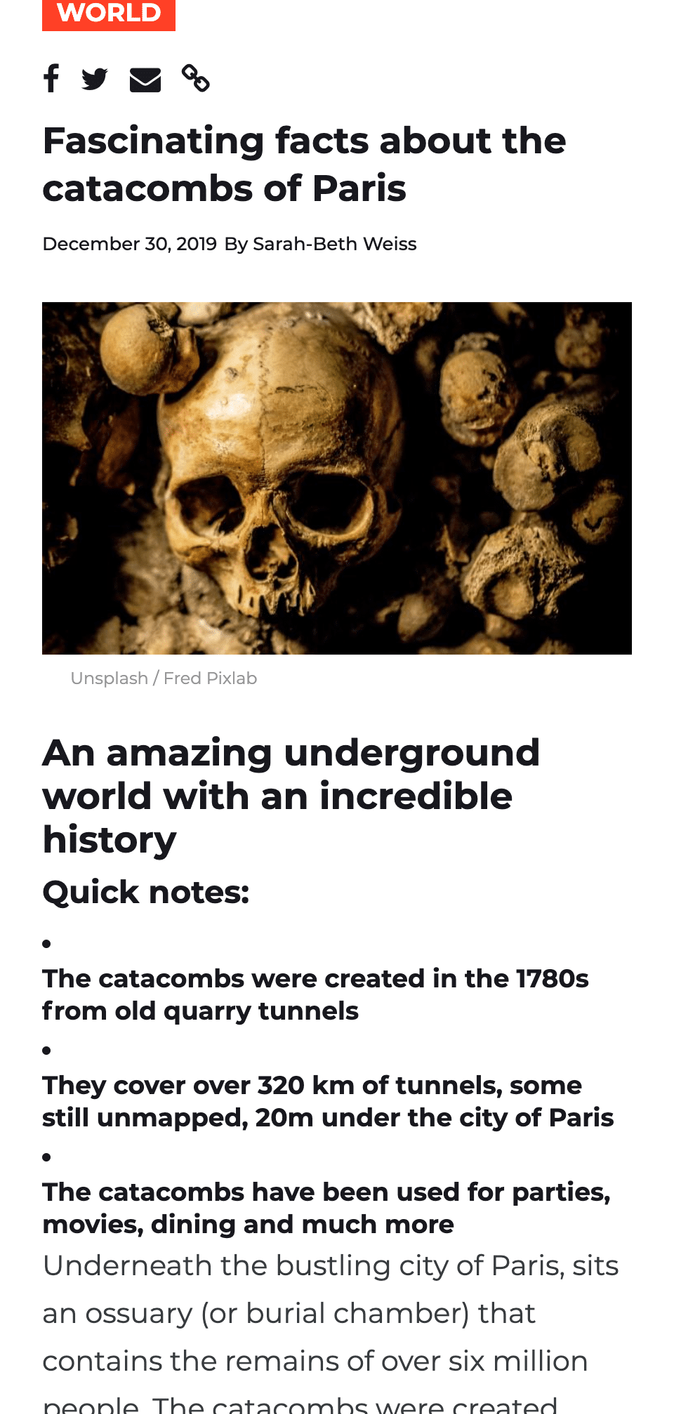 WORLD
Fascinating facts about the
catacombs of Paris
December 30, 2019 By Sarah-Beth Weiss
Unsplash / Fred Pixlab
An amazing underground
world with an incredible
history
Quick notes:
•
The catacombs were created in the 1780s
from old quarry tunnels
•
They cover over 320 km of tunnels, some
still unmapped, 20m under the city of Paris
•
The catacombs have been used for parties,
movies, dining and much more
Underneath the bustling city of Paris, sits
an ossuary (or burial chamber) that
contains the remains of over six million
people. The catacombs were created